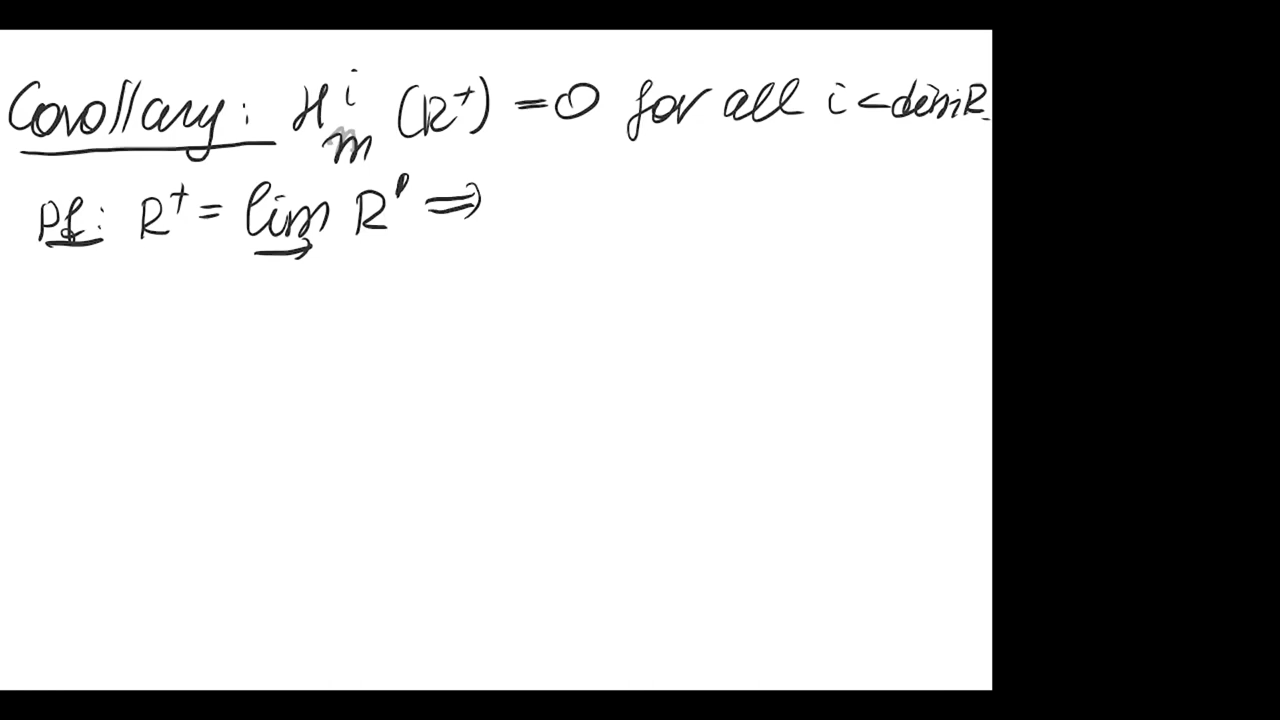 Corollary: H^i_m (R^+) = 0 for all i < dim R.
Pf: R^+ = lim→ R' ⇒